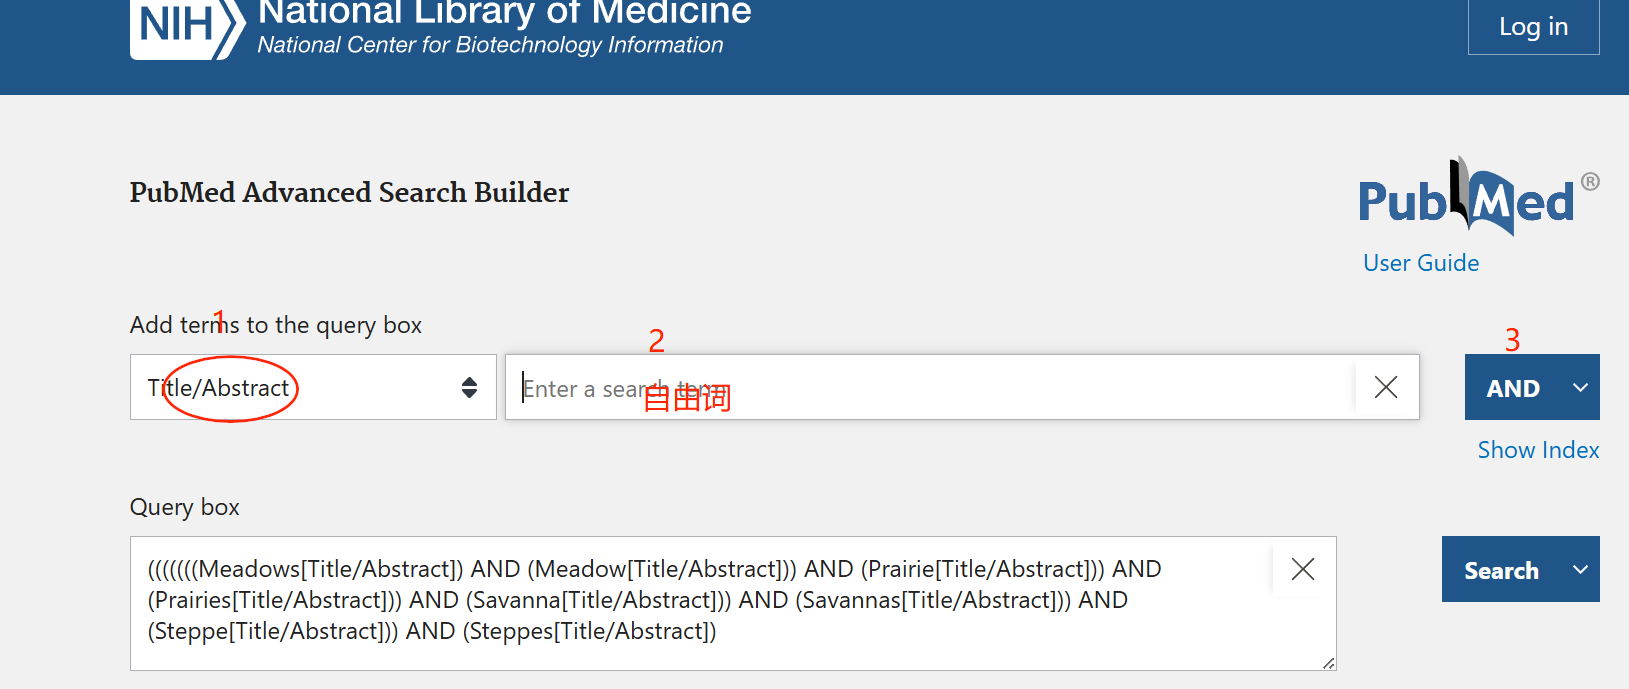 NIH
National Library of Medicine
National Center for Biotechnology Information
Log in
PubMed Advanced Search Builder
PubMed®
User Guide
Add terms to the query box
1
2
3
Title/Abstract
Enter a search term
自由词
AND
Show Index
Query box
(((((((Meadows[Title/Abstract]) AND (Meadow[Title/Abstract])) AND (Prairie[Title/Abstract])) AND
(Prairies[Title/Abstract])) AND (Savanna[Title/Abstract])) AND (Savannas[Title/Abstract])) AND
(Steppe[Title/Abstract])) AND (Steppes[Title/Abstract])
Search